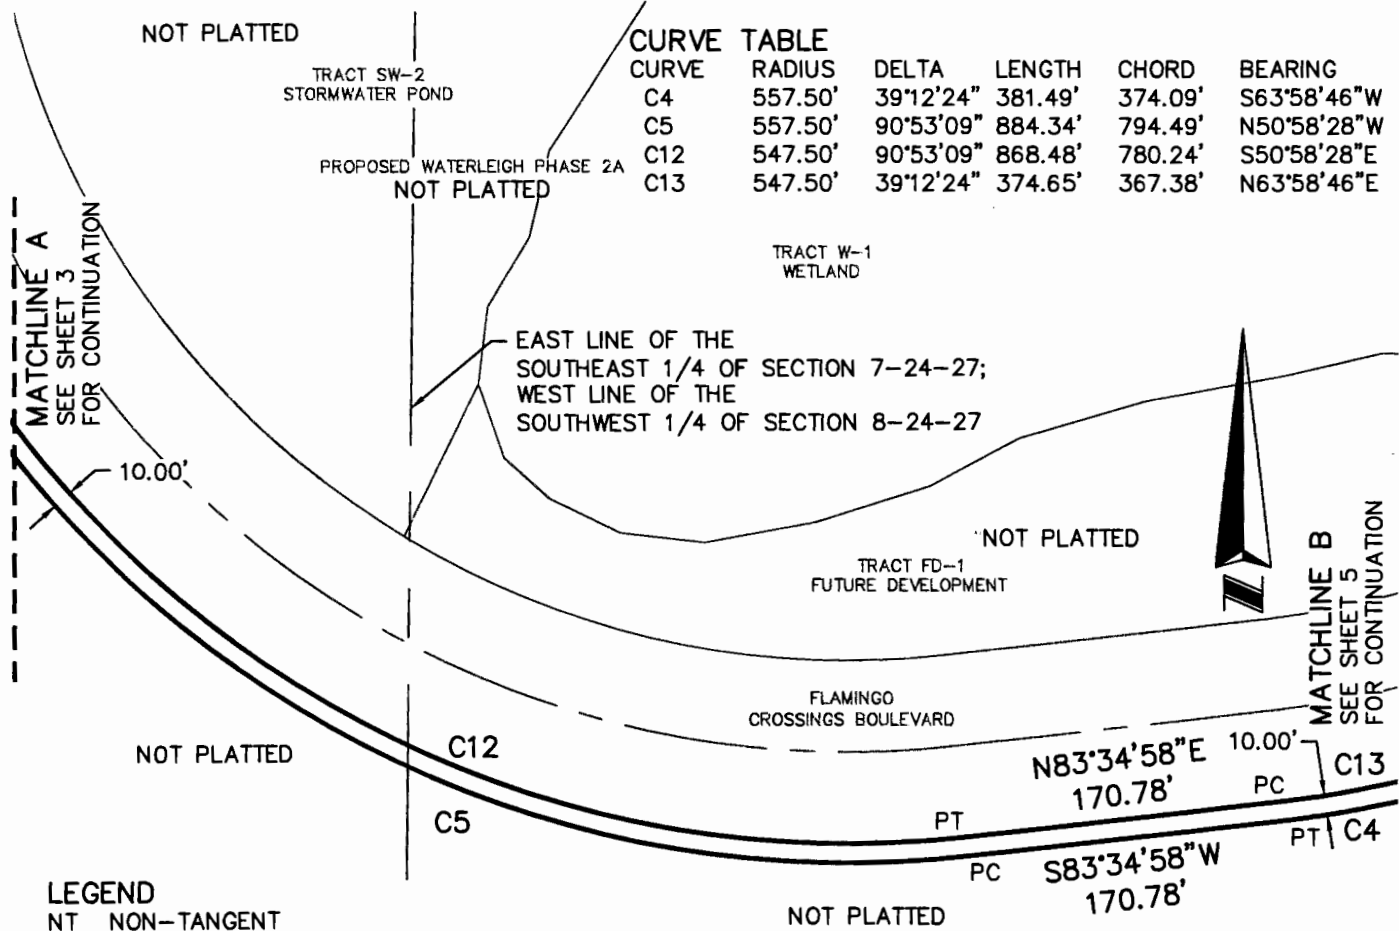 NOT PLATTED
TRACT SW-2
STORMWATER POND
CURVE TABLE
CURVE RADIUS DELTA LENGTH CHORD BEARING
C4 557.50' 39°12'24" 381.49' 374.09' S63°58'46"W
C5 557.50' 90°53'09" 884.34' 794.49' N50°58'28"W
C12 547.50' 90°53'09" 868.48' 780.24' S50°58'28"E
C13 547.50' 39°12'24" 374.65' 367.38' N63°58'46"E
PROPOSED WATERLEIGH PHASE 2A
NOT PLATTED
TRACT W-1
WETLAND
MATCHLINE A
SEE SHEET 3
FOR CONTINUATION
EAST LINE OF THE
SOUTHEAST 1/4 OF SECTION 7-24-27;
WEST LINE OF THE
SOUTHWEST 1/4 OF SECTION 8-24-27
10.00'
NOT PLATTED
TRACT FD-1
FUTURE DEVELOPMENT
N
MATCHLINE B
SEE SHEET 5
FOR CONTINUATION
FLAMINGO
CROSSINGS BOULEVARD
NOT PLATTED
C12
C5
N83°34'58"E
170.78'
10.00'
C13
PC
PT
PT
C4
PC
S83°34'58"W
170.78'
LEGEND
NT NON-TANGENT
NOT PLATTED